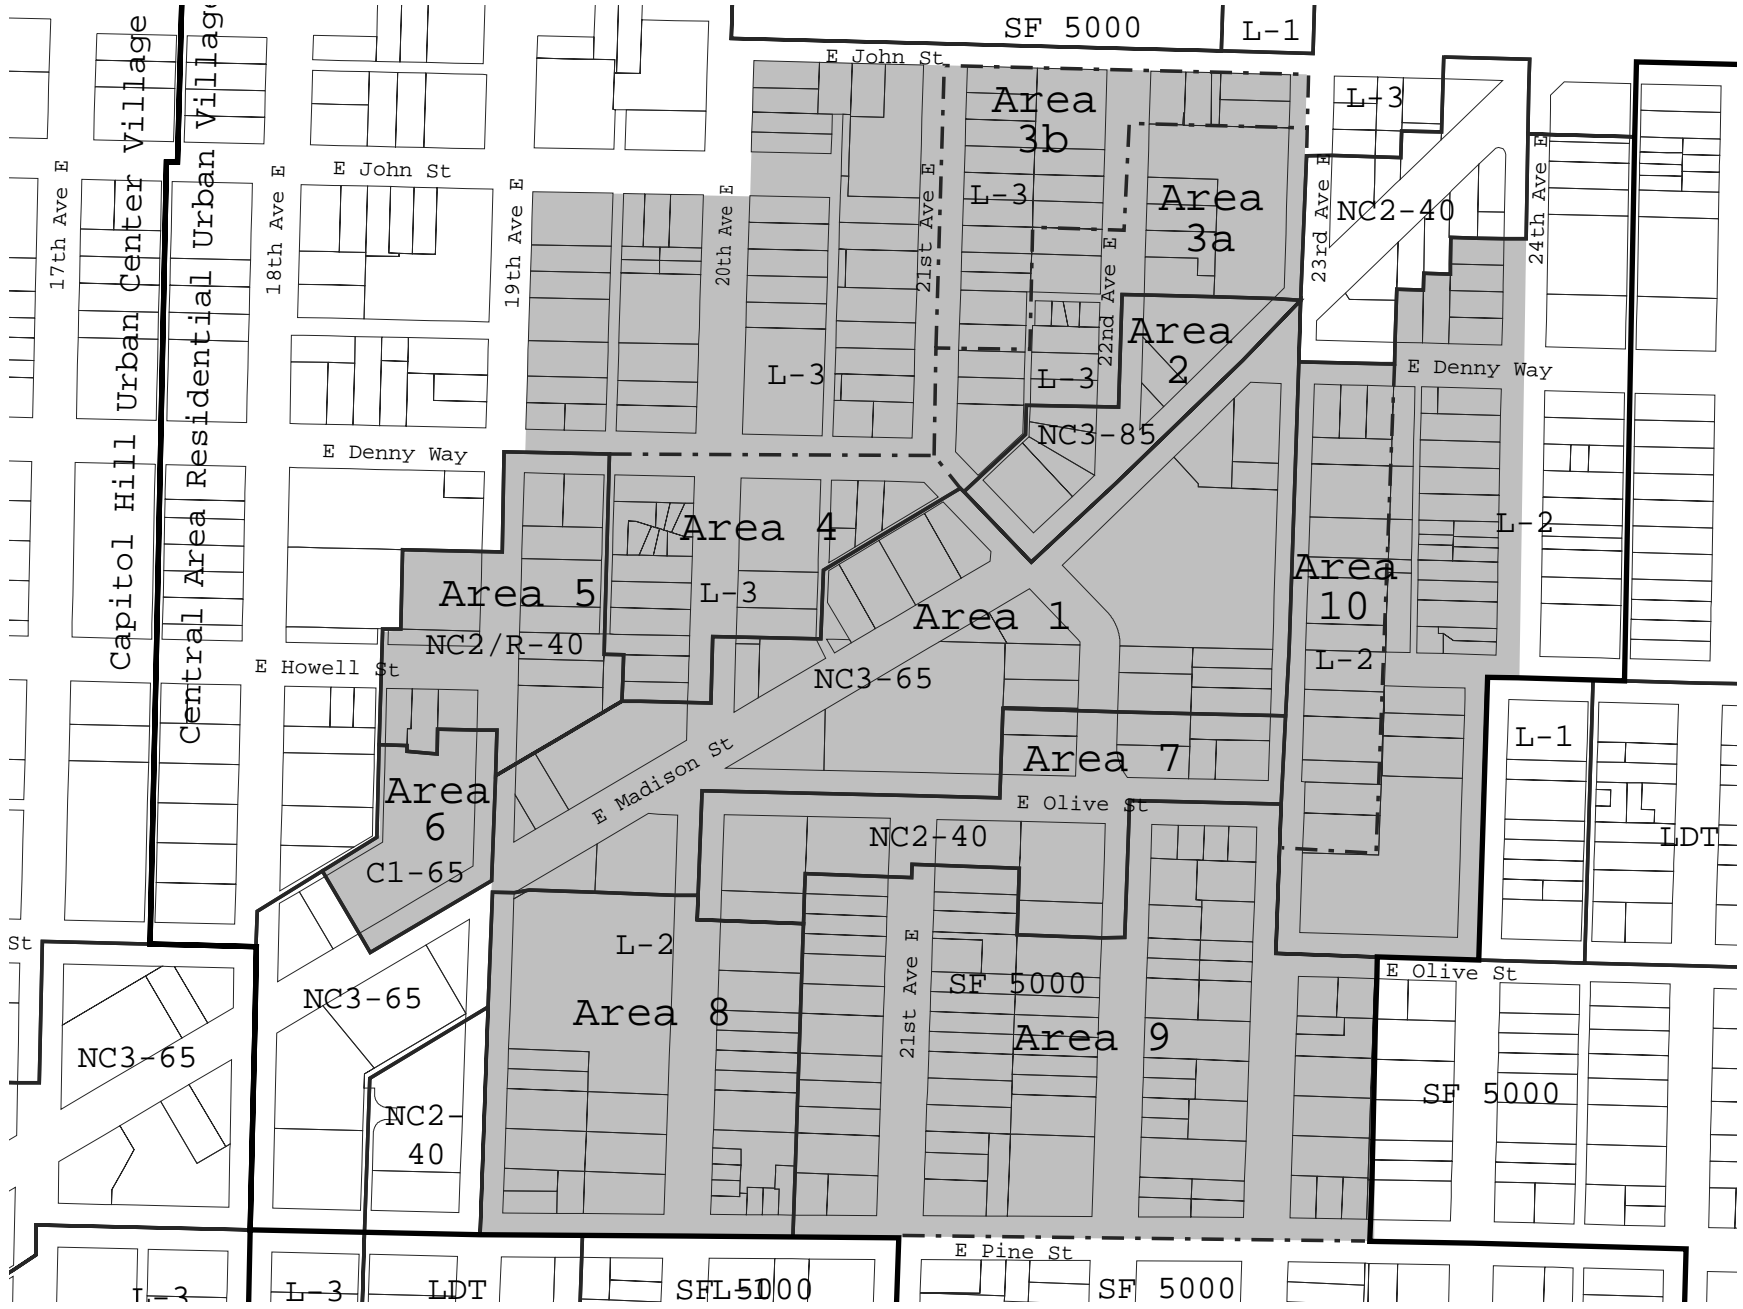 SF 5000
L-1
E John St
Capitol Hill Urban Center Village
Central Area Residential Urban Village
Area
3b
L-3
E John St
17th Ave E
18th Ave E
19th Ave E
20th Ave E
21st Ave E
L-3
Area
3a
23rd Ave E
NC2-40
24th Ave E
22nd Ave E
Area
2
L-3
L-3
E Denny Way
NC3-85
E Denny Way
Area 4
L-2
Area 5
L-3
Area 1
Area
10
NC2/R-40
E Howell St
NC3-65
L-2
E Madison St
Area 7
L-1
Area
6
C1-65
E Olive St
NC2-40
LDT
St
L-2
SF 5000
E Olive St
NC3-65
Area 8
21st Ave E
Area 9
NC3-65
SF 5000
NC2-
40
E Pine St
L-3
L-3
LDT
SF 5000
L-1
SF 5000